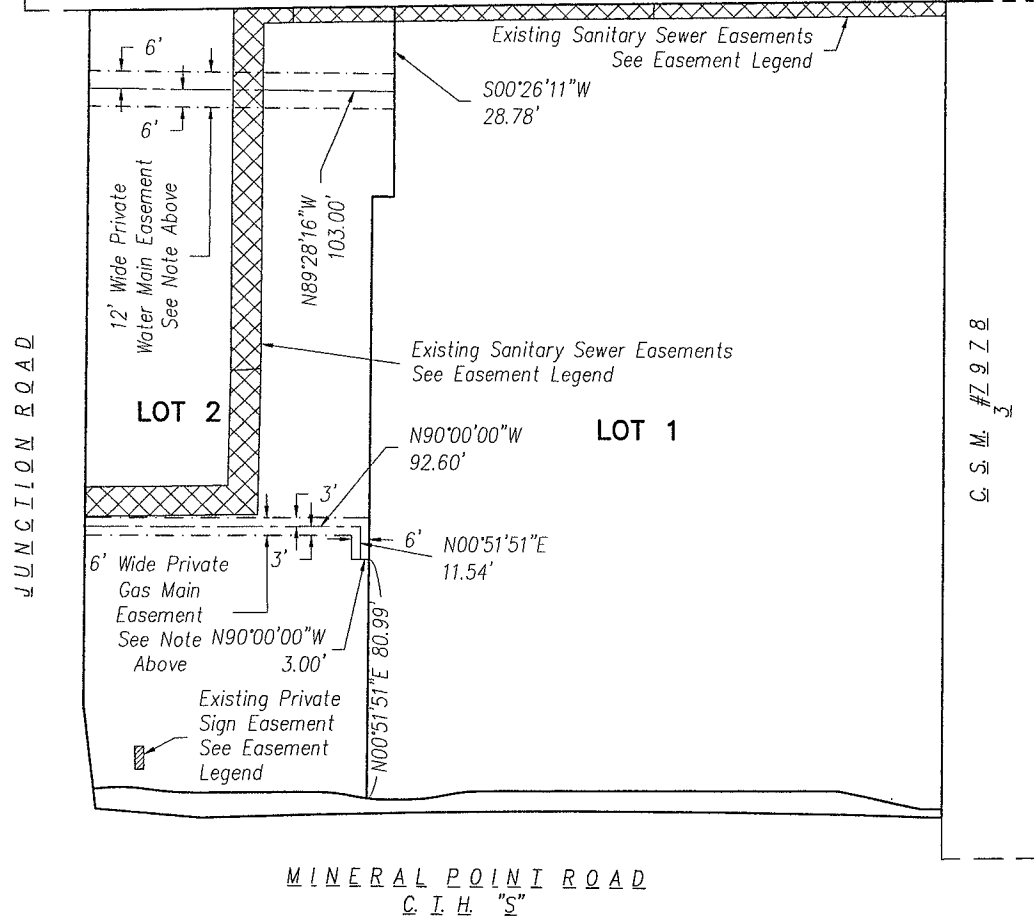 6'
Existing Sanitary Sewer Easements
See Easement Legend
S00°26'11"W
28.78'
6'
12' Wide Private
Water Main Easement
See Note Above
N89°28'16"W
103.00'
JUNCTION ROAD
Existing Sanitary Sewer Easements
See Easement Legend
LOT 2
LOT 1
C.S.M. #7978
3
N90°00'00"W
92.60'
3'
6'
N00°51'51"E
11.54'
3'
6' Wide Private
Gas Main
Easement
See Note
Above
N90°00'00"W
3.00'
N00°51'51"E 80.99'
Existing Private
Sign Easement
See Easement
Legend
MINERAL POINT ROAD
C. T. H. "S"